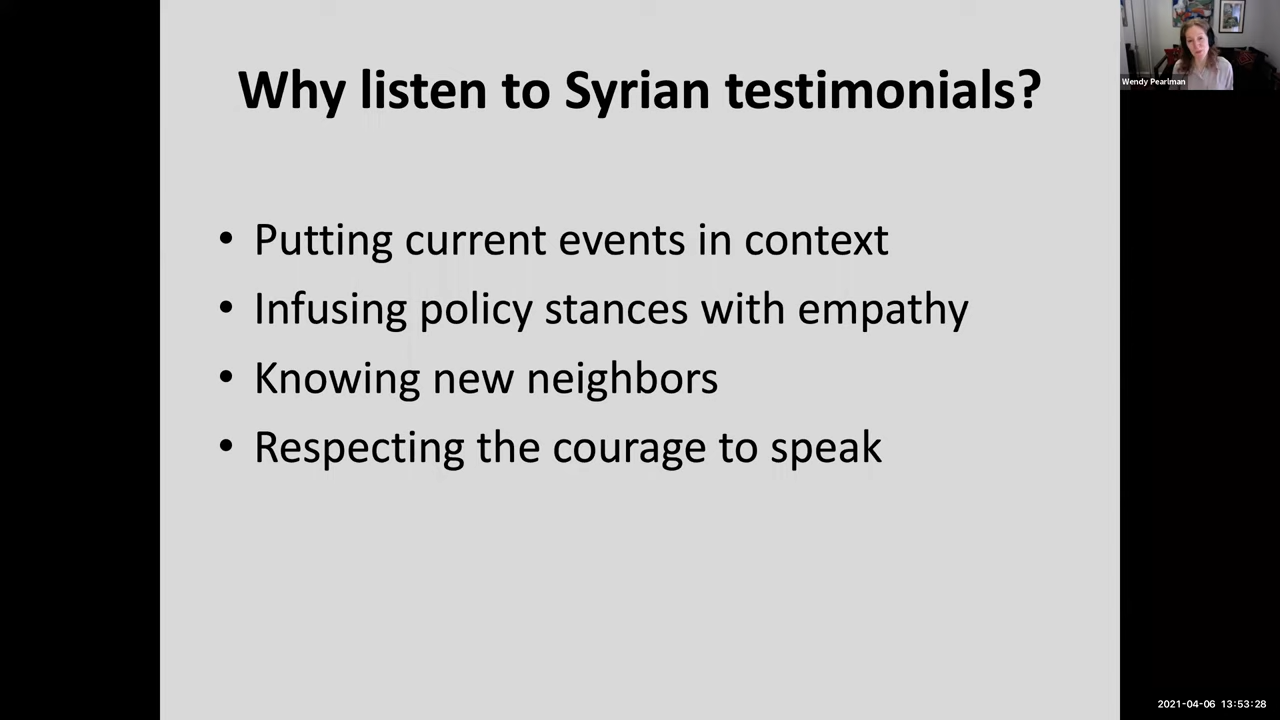 Why listen to Syrian testimonials?
Wendy Pearlman
• Putting current events in context
• Infusing policy stances with empathy
• Knowing new neighbors
• Respecting the courage to speak
2021-04-06 13:53:28